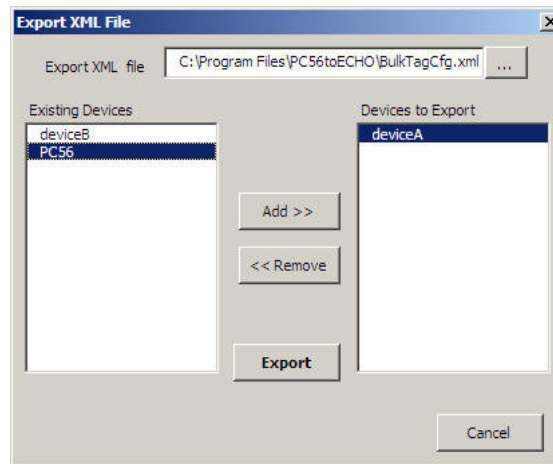 Export XML File
Export XML file
C:\Program Files\PC56toECHO\BulkTagCfg.xml
...
Existing Devices
Devices to Export
deviceB
PC56
deviceA
Add >>
<< Remove
Export
Cancel